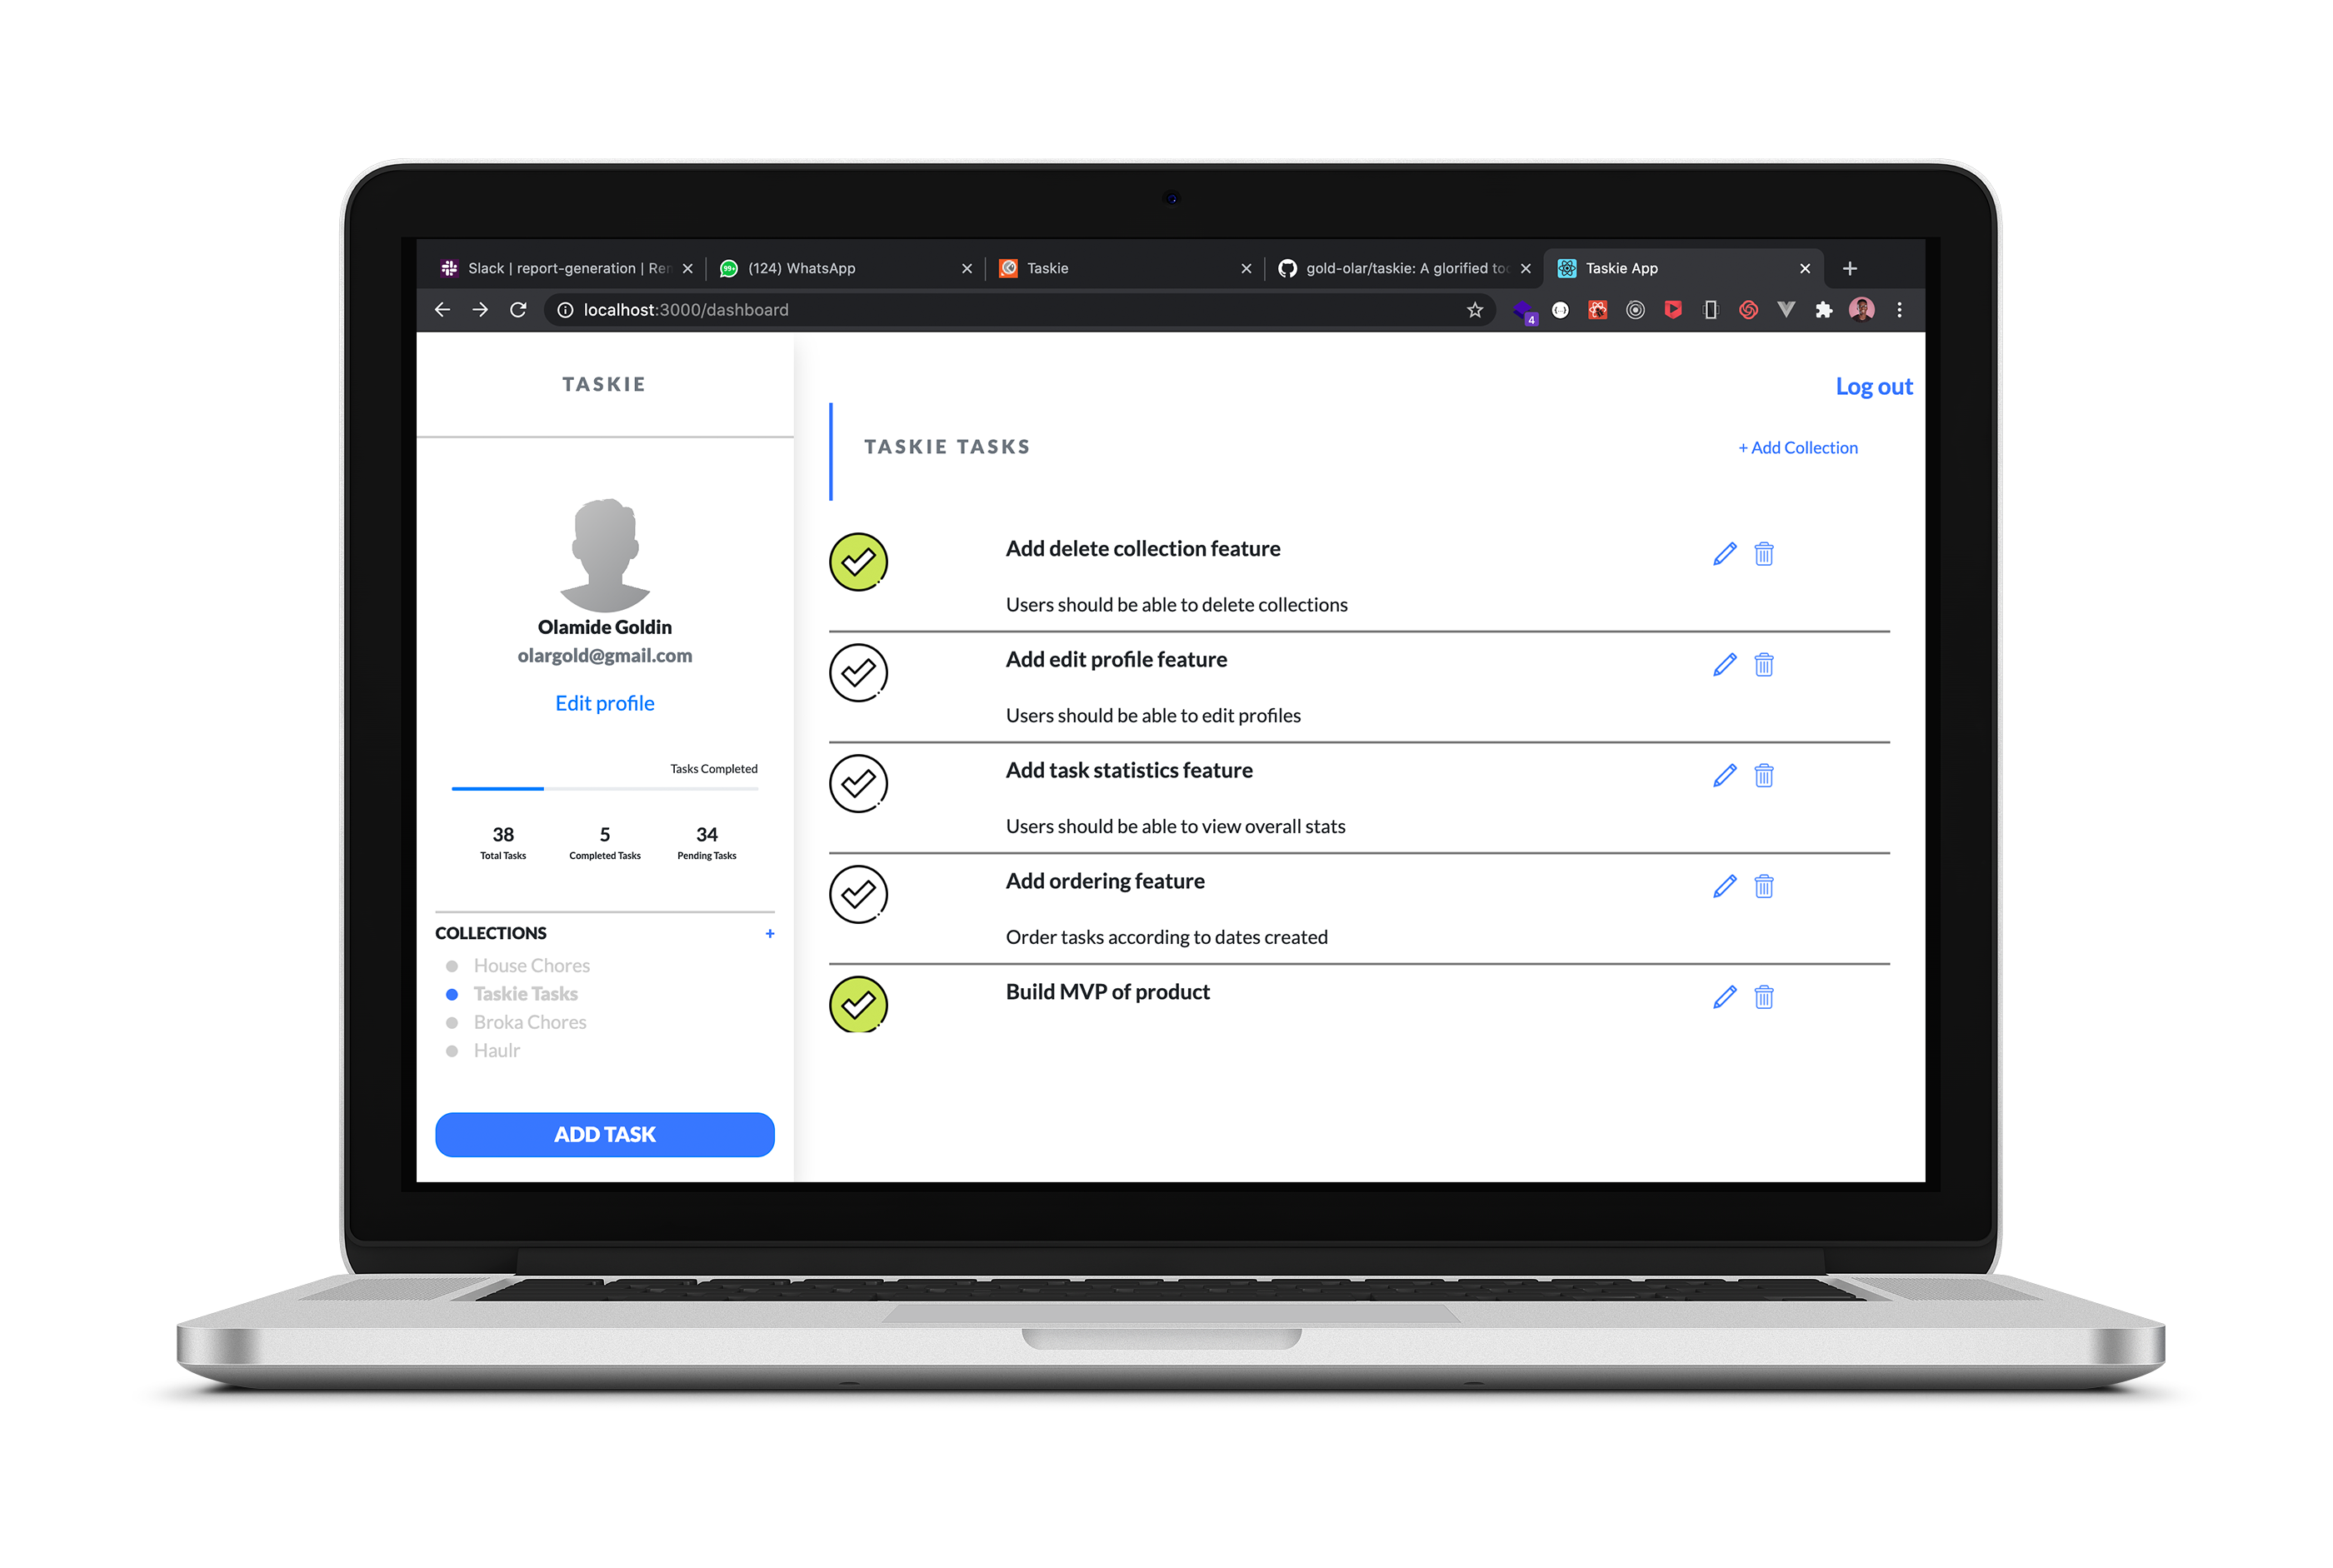 Slack | report-generation | Ren
99+ (124) WhatsApp
Taskie
gold-olar/taskie: A glorified too
Taskie App
localhost:3000/dashboard
4
TASKIE
Log out
TASKIE TASKS
+ Add Collection
Olamide Goldin
olargold@gmail.com
Edit profile
Tasks Completed
38 5 34
Total Tasks Completed Tasks Pending Tasks
COLLECTIONS +
House Chores
Taskie Tasks
Broka Chores
Haulr
ADD TASK
Add delete collection feature
Users should be able to delete collections
Add edit profile feature
Users should be able to edit profiles
Add task statistics feature
Users should be able to view overall stats
Add ordering feature
Order tasks according to dates created
Build MVP of product